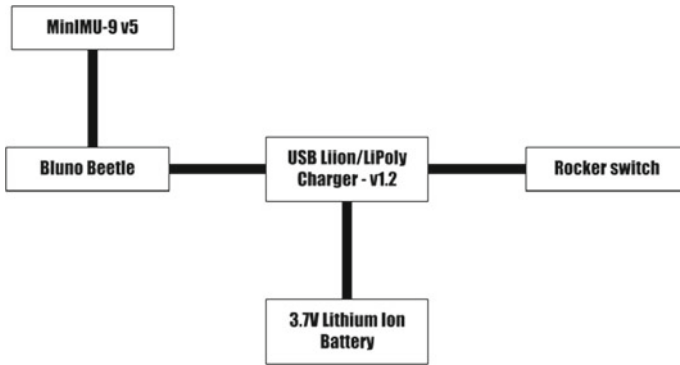 MinIMU-9 v5
Bluno Beetle
USB Liion/LiPoly
Charger - v1.2
Rocker switch
3.7V Lithium Ion
Battery